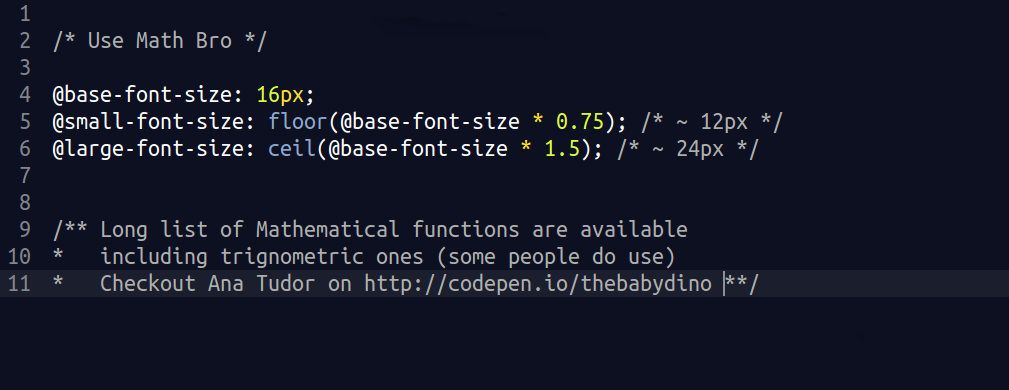 1
2 /* Use Math Bro */
3
4 @base-font-size: 16px;
5 @small-font-size: floor(@base-font-size * 0.75); /* ~ 12px */
6 @large-font-size: ceil(@base-font-size * 1.5); /* ~ 24px */
7
8
9 /** Long list of Mathematical functions are available
10 *   including trignometric ones (some people do use)
11 *   Checkout Ana Tudor on http://codepen.io/thebabydino **/